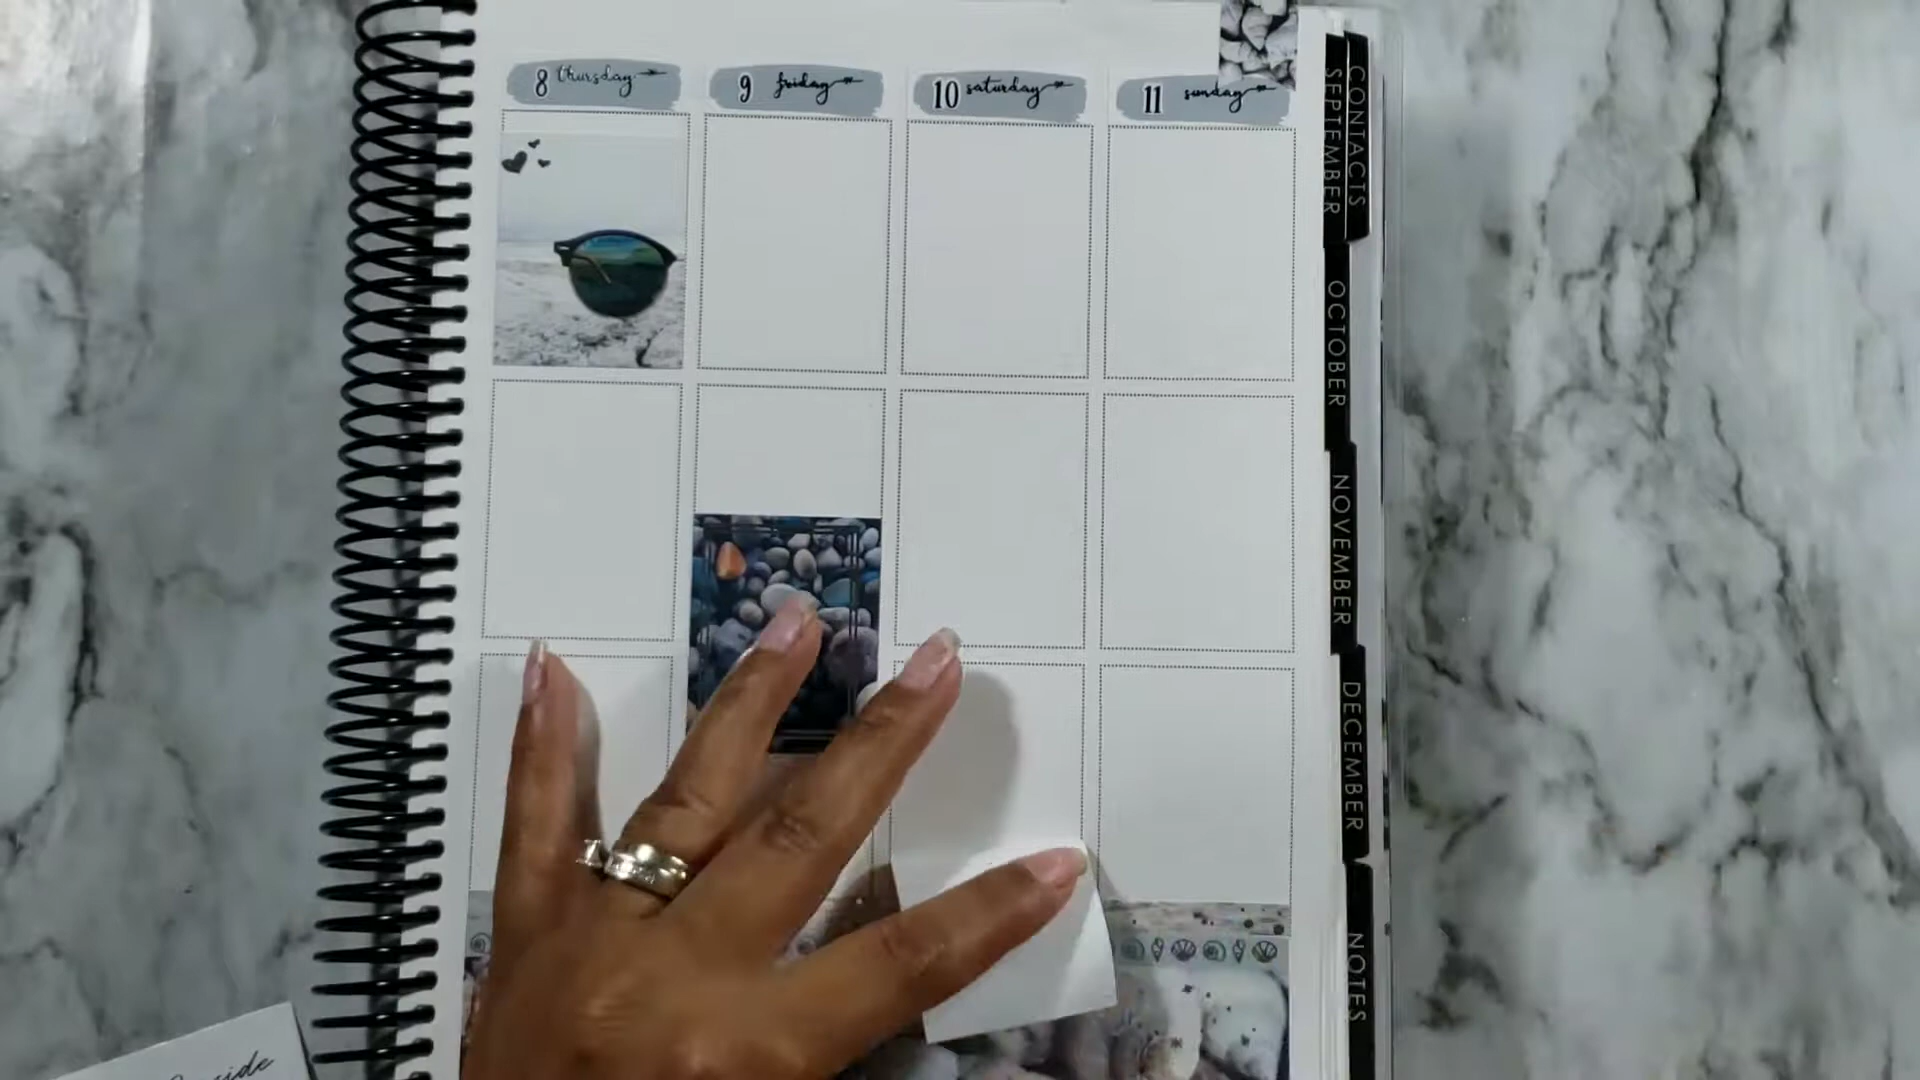 8 thursday
9 friday
10 saturday
11 sunday
CONTACTS
SEPTEMBER
OCTOBER
NOVEMBER
DECEMBER
NOTES